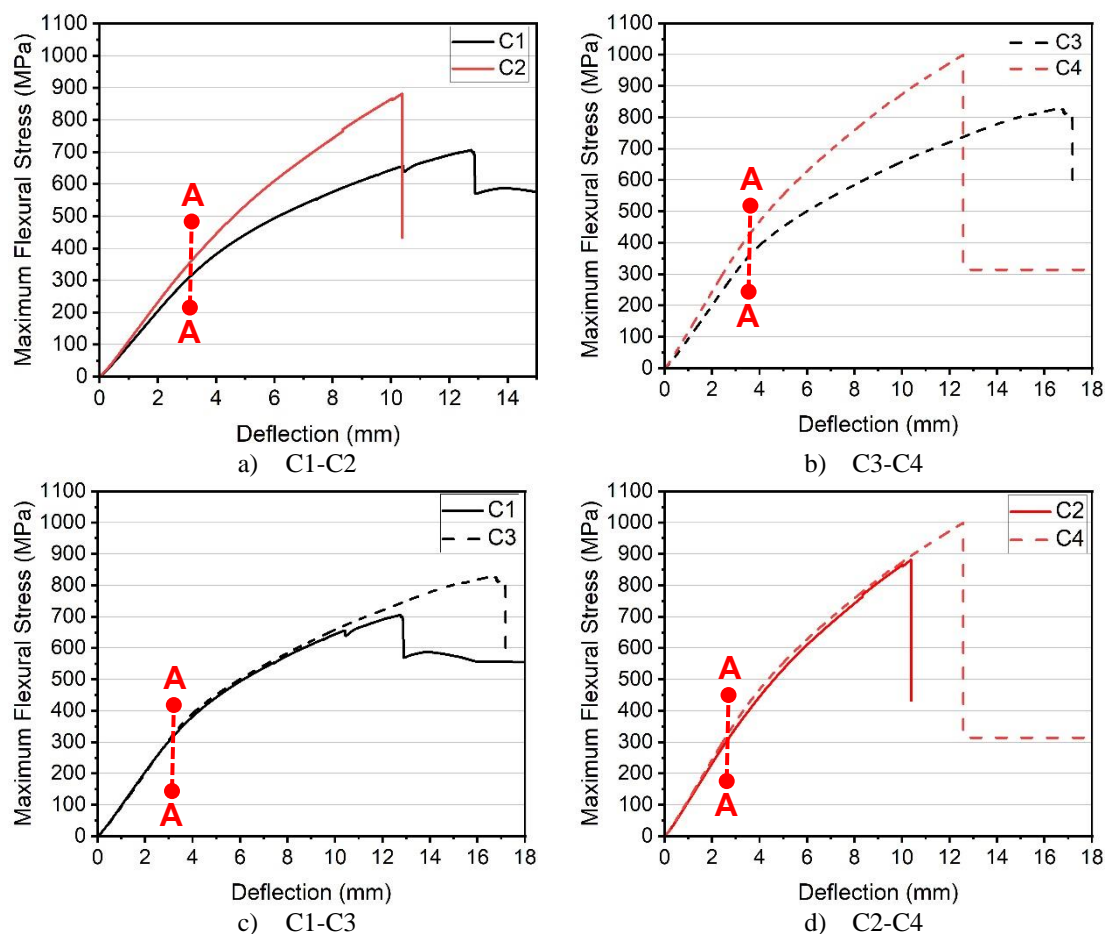 Maximum Flexural Stress (MPa)
1100
1000
900
800
700
600
500
400
300
200
100
0
C1
C2
A
A
0 2 4 6 8 10 12 14
Deflection (mm)
a) C1-C2
Maximum Flexural Stress (MPa)
1100
1000
900
800
700
600
500
400
300
200
100
0
C3
C4
A
A
0 2 4 6 8 10 12 14 16 18
Deflection (mm)
b) C3-C4
Maximum Flexural Stress (MPa)
1100
1000
900
800
700
600
500
400
300
200
100
0
C1
C3
A
A
0 2 4 6 8 10 12 14 16 18
Deflection (mm)
c) C1-C3
Maximum Flexural Stress (MPa)
1100
1000
900
800
700
600
500
400
300
200
100
0
C2
C4
A
A
0 2 4 6 8 10 12 14 16 18
Deflection (mm)
d) C2-C4